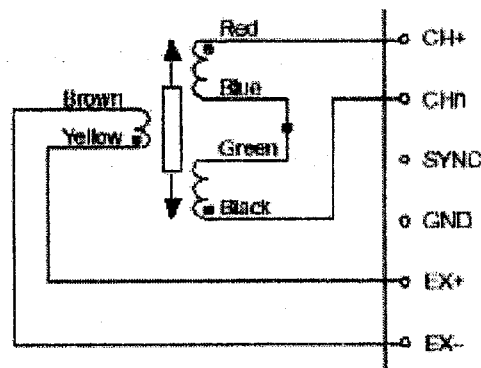 Red
CH+
Blue
Brown
CHn
Yellow
Green
SYNC
Black
GND
EX+
EX-